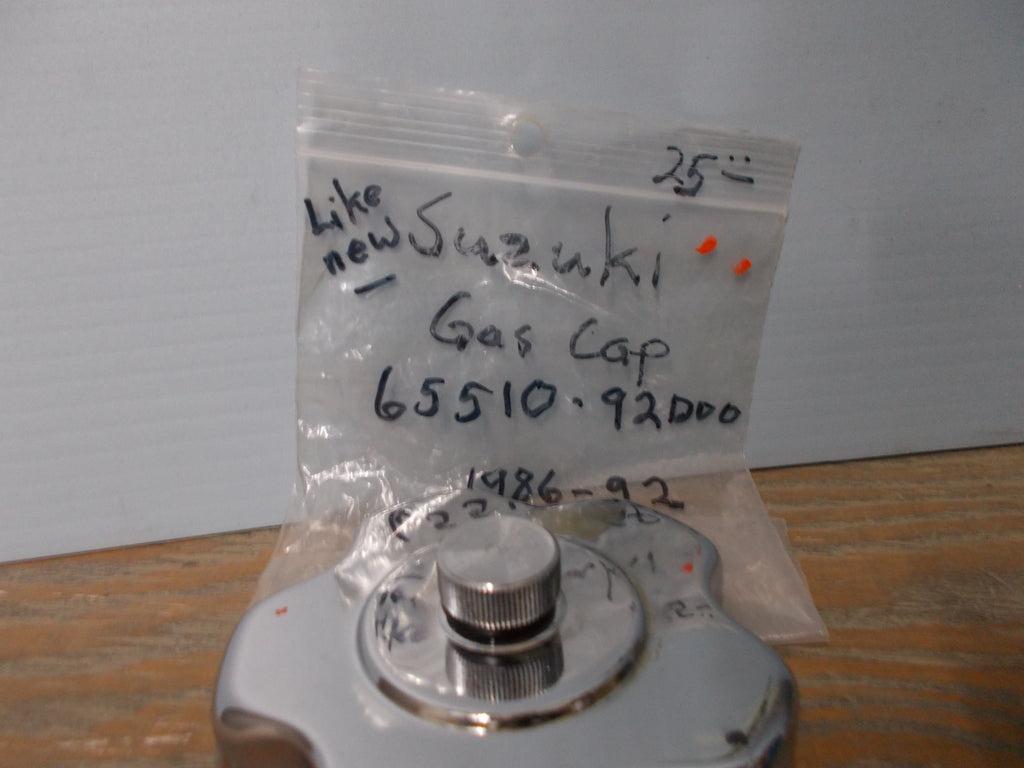 25=
Like
new
Suzuki
Gas Cap
65510-92D00
1986-92